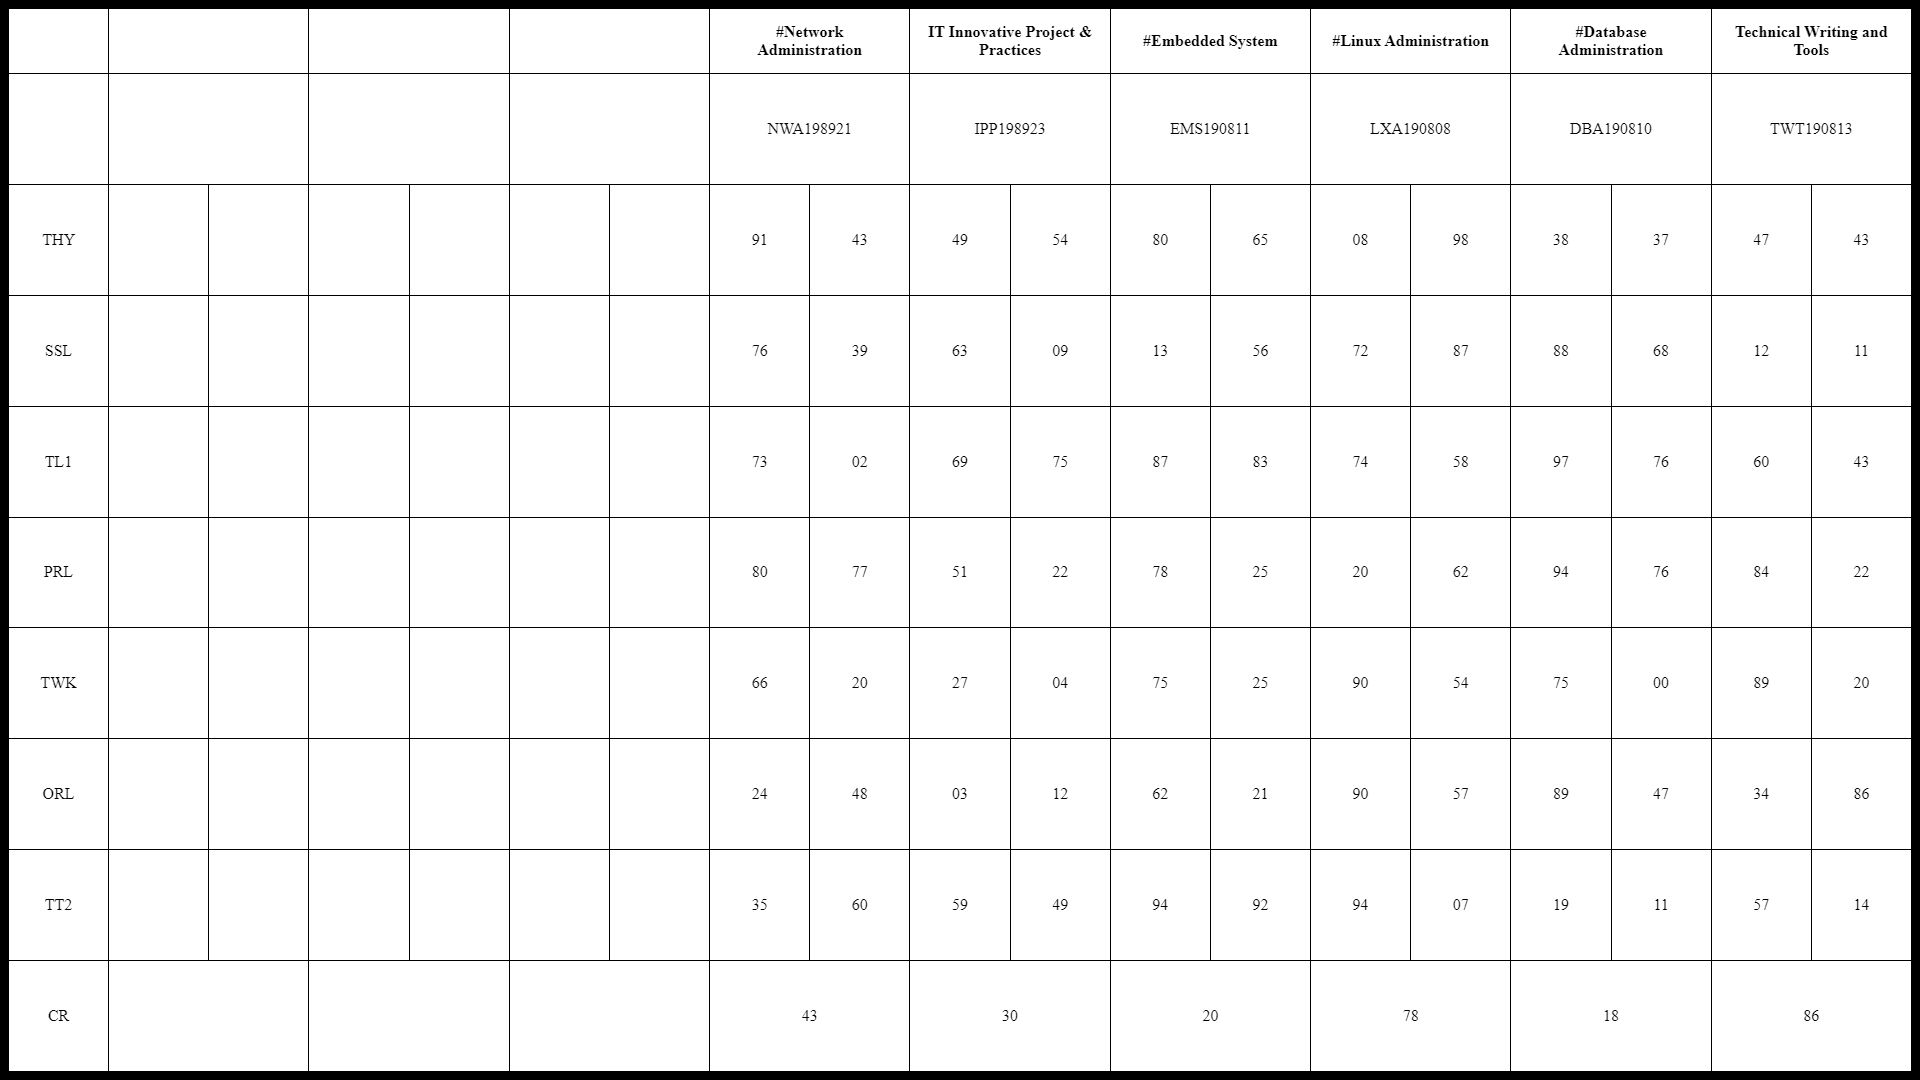 #Network Administration IT Innovative Project & Practices #Embedded System #Linux Administration #Database Administration Technical Writing and Tools
NWA198921 IPP198923 EMS190811 LXA190808 DBA190810 TWT190813
THY 91 43 49 54 80 65 08 98 38 37 47 43
SSL 76 39 63 09 13 56 72 87 88 68 12 11
TL1 73 02 69 75 87 83 74 58 97 76 60 43
PRL 80 77 51 22 78 25 20 62 94 76 84 22
TWK 66 20 27 04 75 25 90 54 75 00 89 20
ORL 24 48 03 12 62 21 90 57 89 47 34 86
TT2 35 60 59 49 94 92 94 07 19 11 57 14
CR 43 30 20 78 18 86